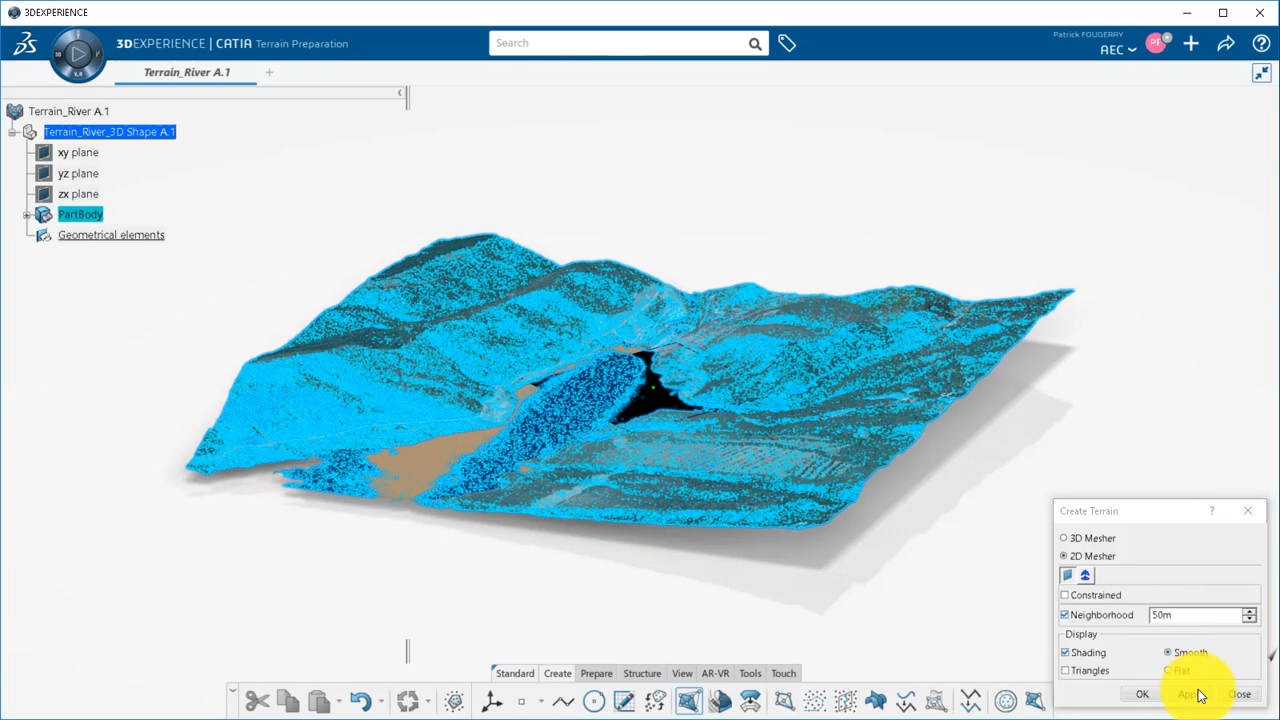 3DEXPERIENCE
3DEXPERIENCE | CATIA Terrain Preparation
Search
Patrick FOUGERAY
AEC
PF
3D
V.R
Terrain_River A.1
Terrain_River A.1
Terrain_River_3D Shape A.1
xy plane
yz plane
zx plane
PartBody
Geometrical elements
Create Terrain
3D Mesher
2D Mesher
Constrained
Neighborhood 50m
Display
Shading Smooth
Triangles Flat
OK Close
Standard Create Prepare Structure View AR-VR Tools Touch